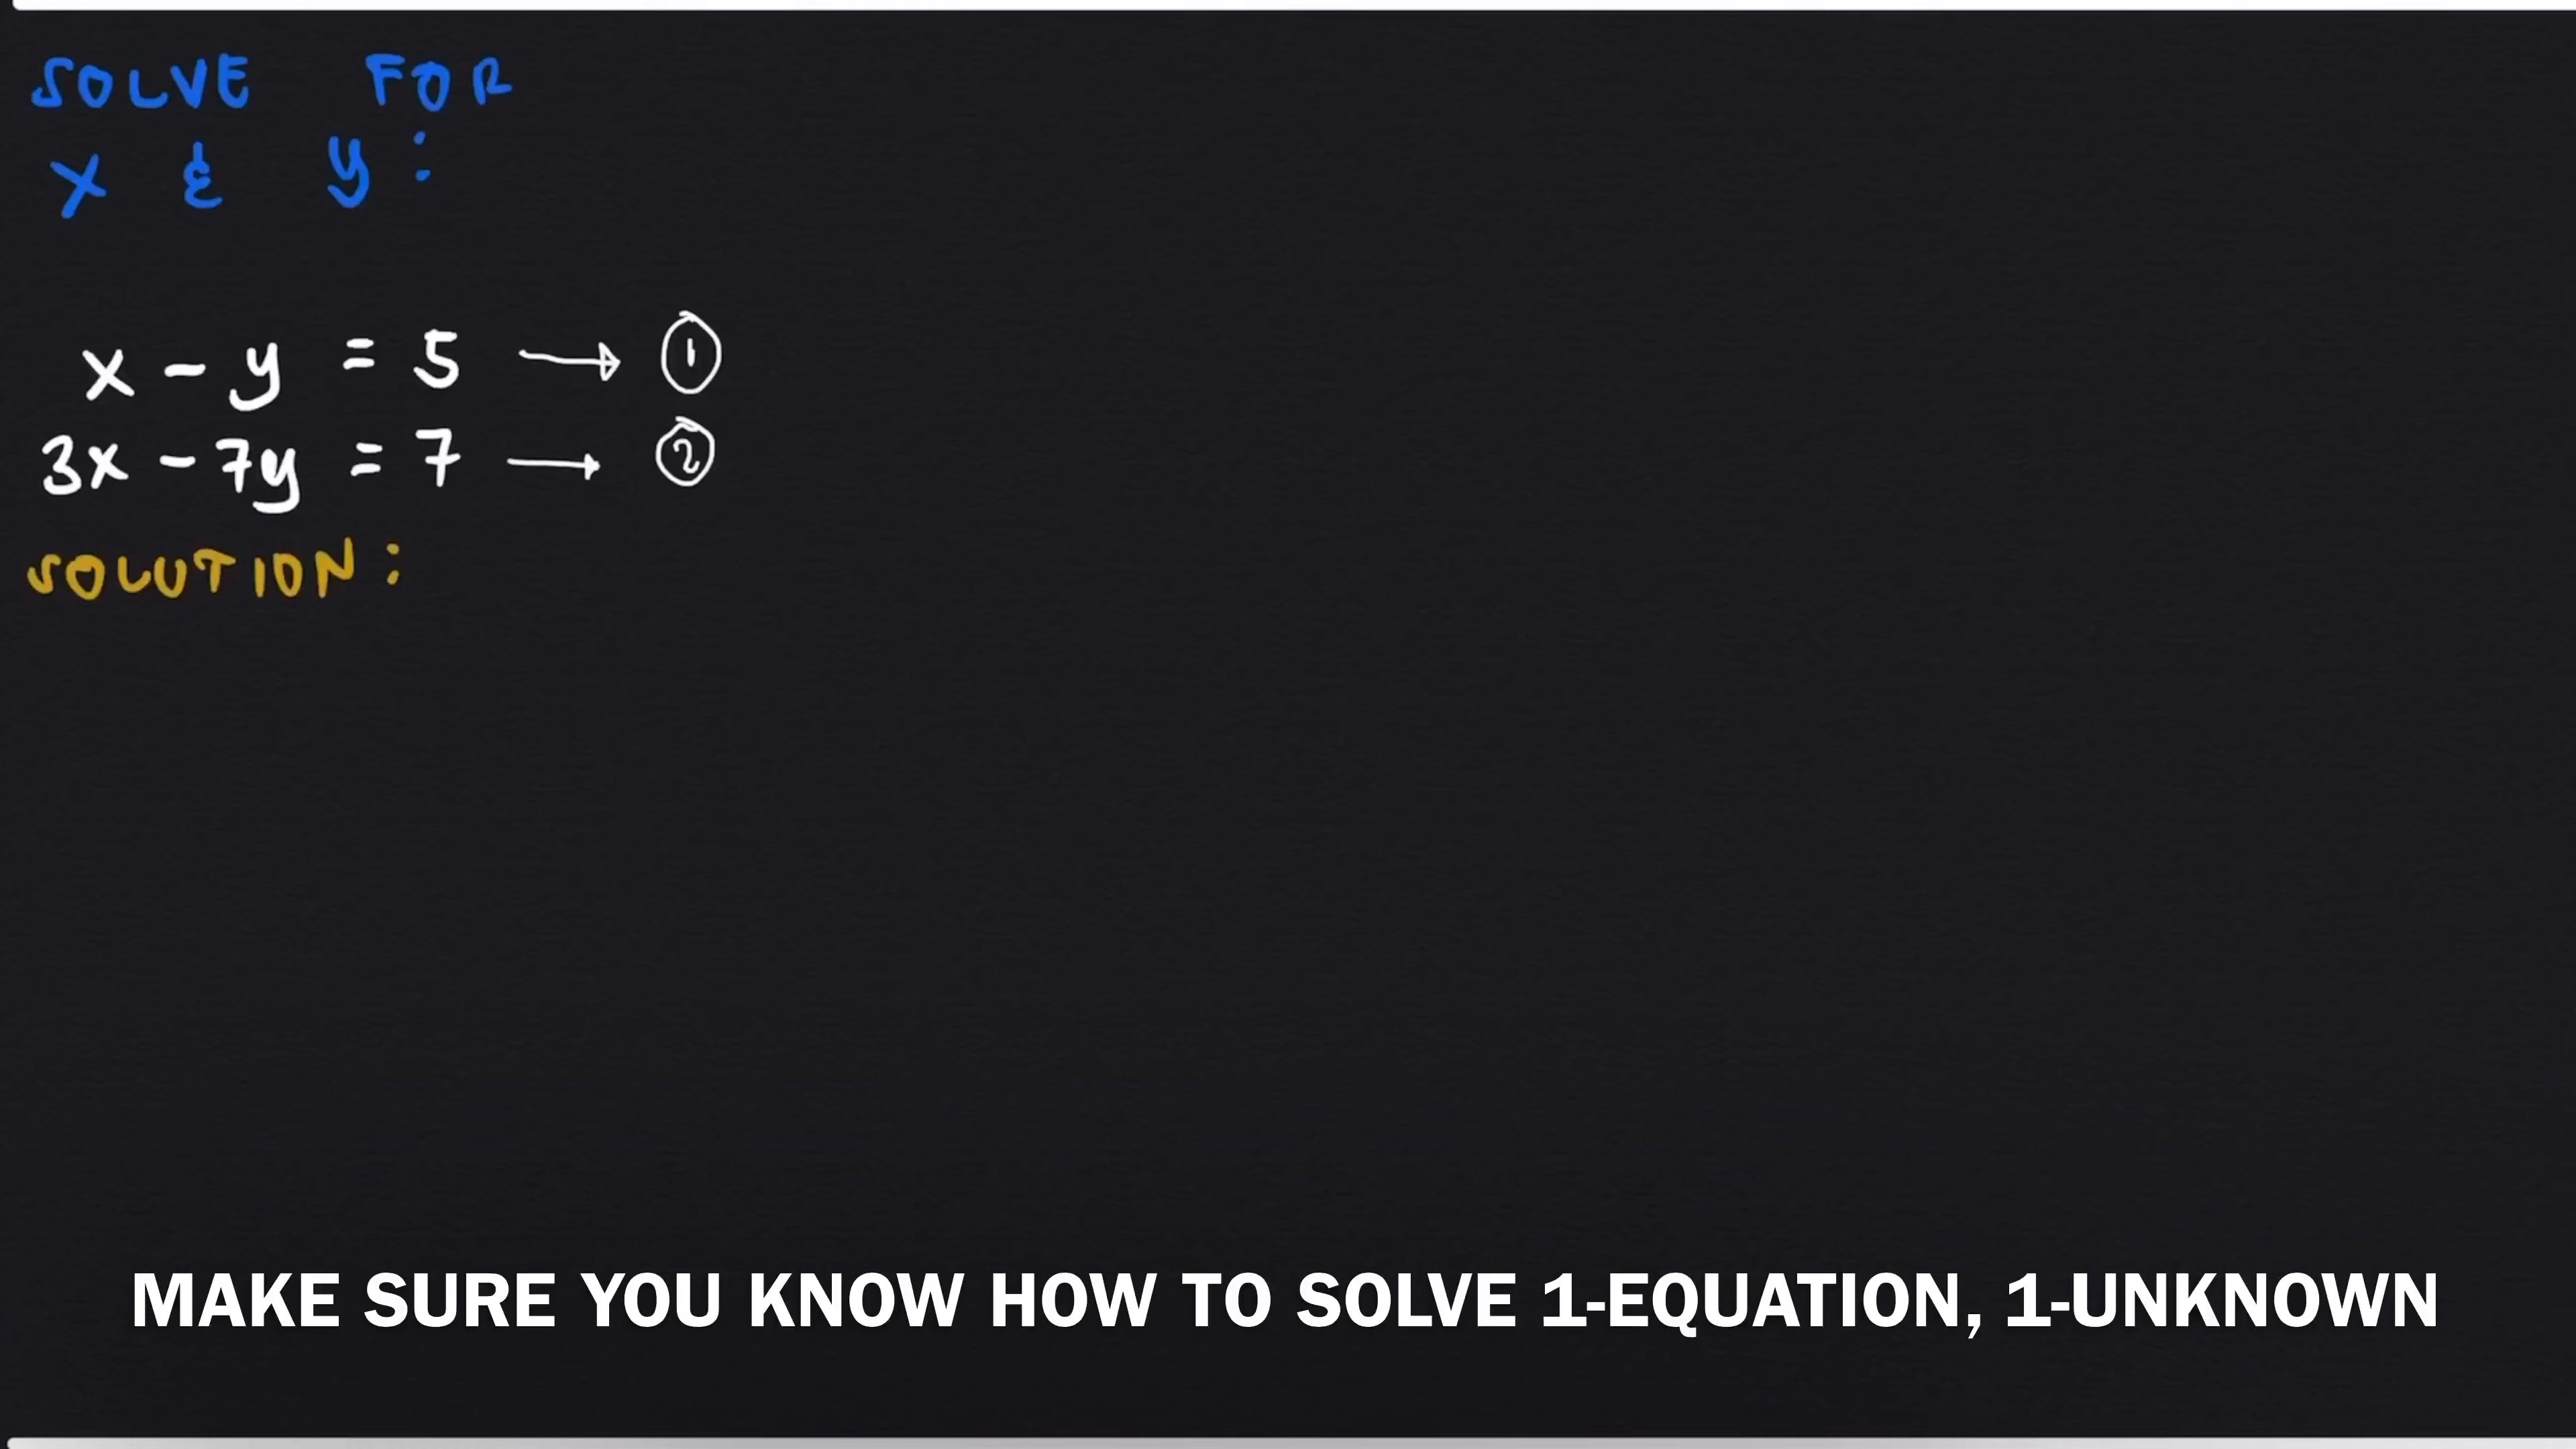 SOLVE FOR
X & y:
x - y = 5 → ①
3x - 7y = 7 → ②
SOLUTION:
MAKE SURE YOU KNOW HOW TO SOLVE 1-EQUATION, 1-UNKNOWN